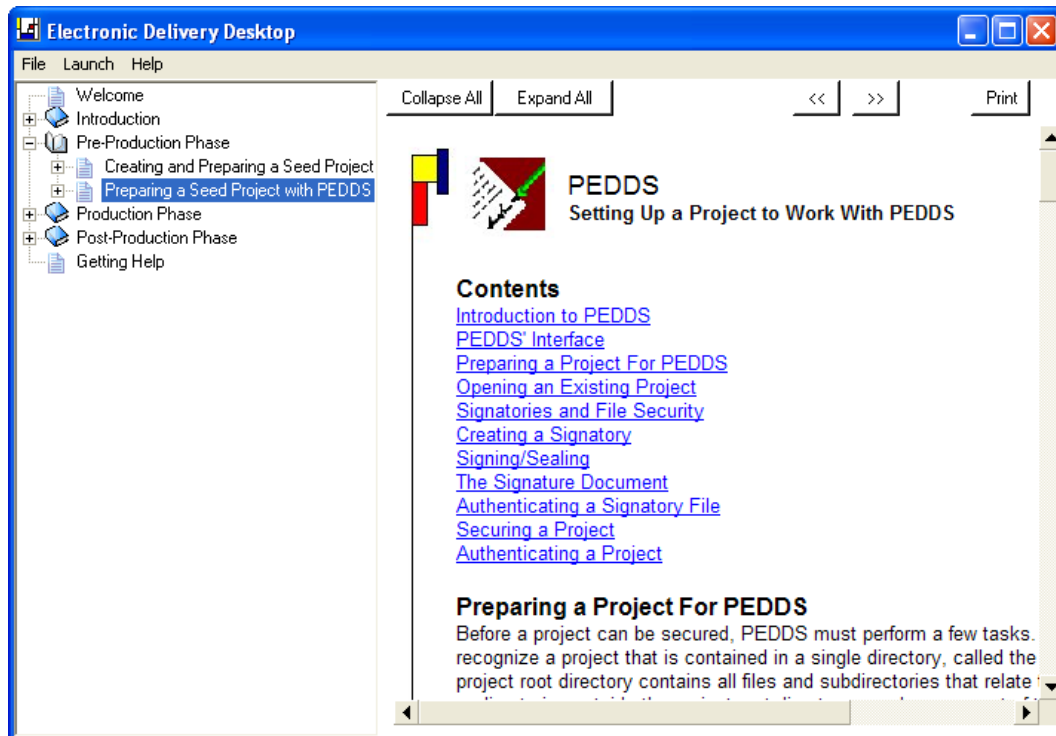 Electronic Delivery Desktop
File Launch Help
Welcome
Introduction
Pre-Production Phase
Creating and Preparing a Seed Project
Preparing a Seed Project with PEDDS
Production Phase
Post-Production Phase
Getting Help
Collapse All Expand All << >> Print
PEDDS
Setting Up a Project to Work With PEDDS
Contents
Introduction to PEDDS
PEDDS' Interface
Preparing a Project For PEDDS
Opening an Existing Project
Signatories and File Security
Creating a Signatory
Signing/Sealing
The Signature Document
Authenticating a Signatory File
Securing a Project
Authenticating a Project
Preparing a Project For PEDDS
Before a project can be secured, PEDDS must perform a few tasks.
recognize a project that is contained in a single directory, called the
project root directory contains all files and subdirectories that relate